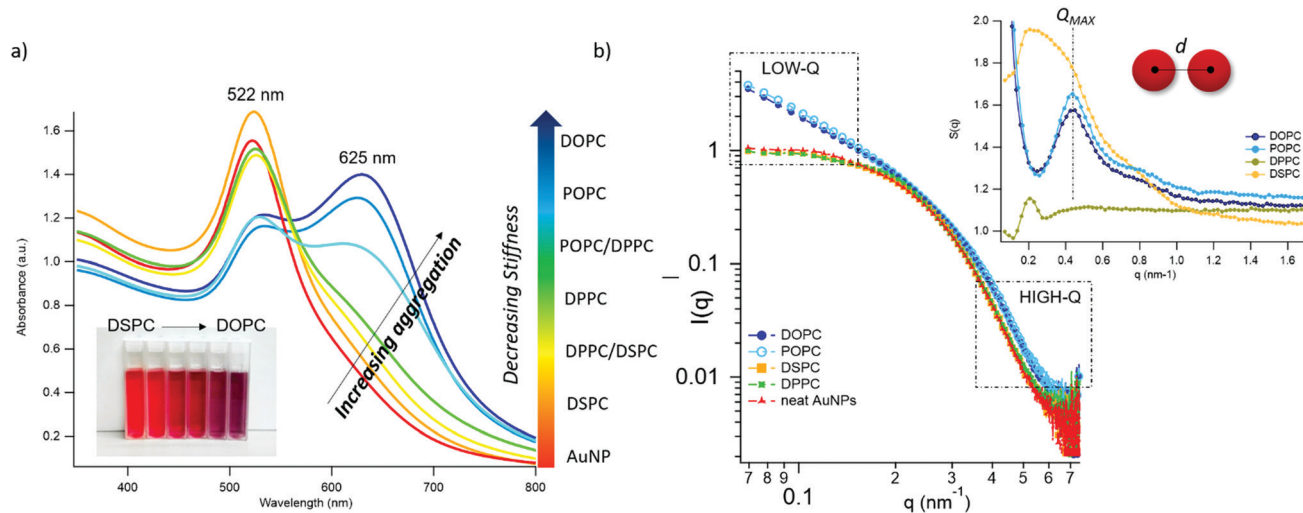 a)
522 nm
625 nm
1.8
1.6
1.4
1.2
1.0
0.8
0.6
0.4
0.2
Absorbance (a.u.)
400
500
600
700
800
Wavelength (nm)
DSPC
DOPC
Increasing aggregation
Decreasing Stiffness
DOPC
POPC
POPC/DPPC
DPPC
DPPC/DSPC
DSPC
AuNP
b)
LOW-Q
HIGH-Q
I(q)
1
0.1
0.01
DOPC
POPC
DSPC
DPPC
neat AuNPs
7
8
9
0.1
2
3
4
5
6
7
q (nm-1)
QMAX
d
S(q)
2.0
1.8
1.6
1.4
1.2
1.0
DOPC
POPC
DPPC
DSPC
0.2
0.4
0.6
0.8
1.0
1.2
1.4
1.6
q (nm-1)